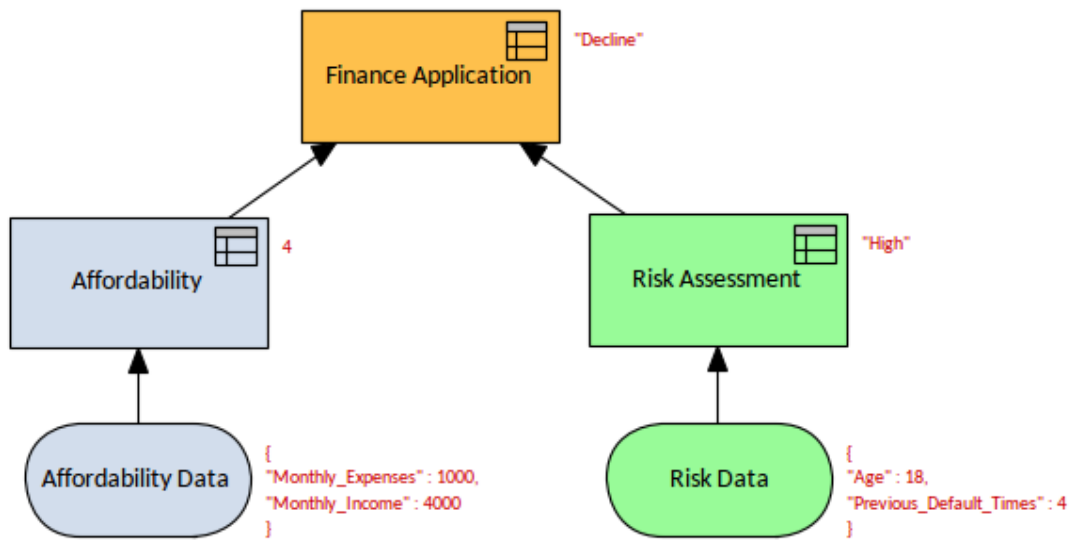 "Decline"
Finance Application
4
"High"
Affordability
Risk Assessment
Affordability Data
{
"Monthly_Expenses" : 1000,
"Monthly_Income" : 4000
}
Risk Data
{
"Age" : 18,
"Previous_Default_Times" : 4
}